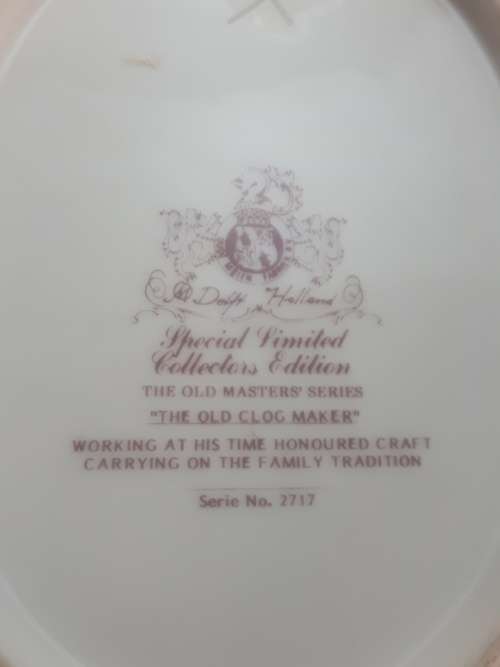 Delft Holland
Special Limited
Collectors Edition
THE OLD MASTERS' SERIES
"THE OLD CLOG MAKER"
WORKING AT HIS TIME HONOURED CRAFT
CARRYING ON THE FAMILY TRADITION
Serie No. 2717